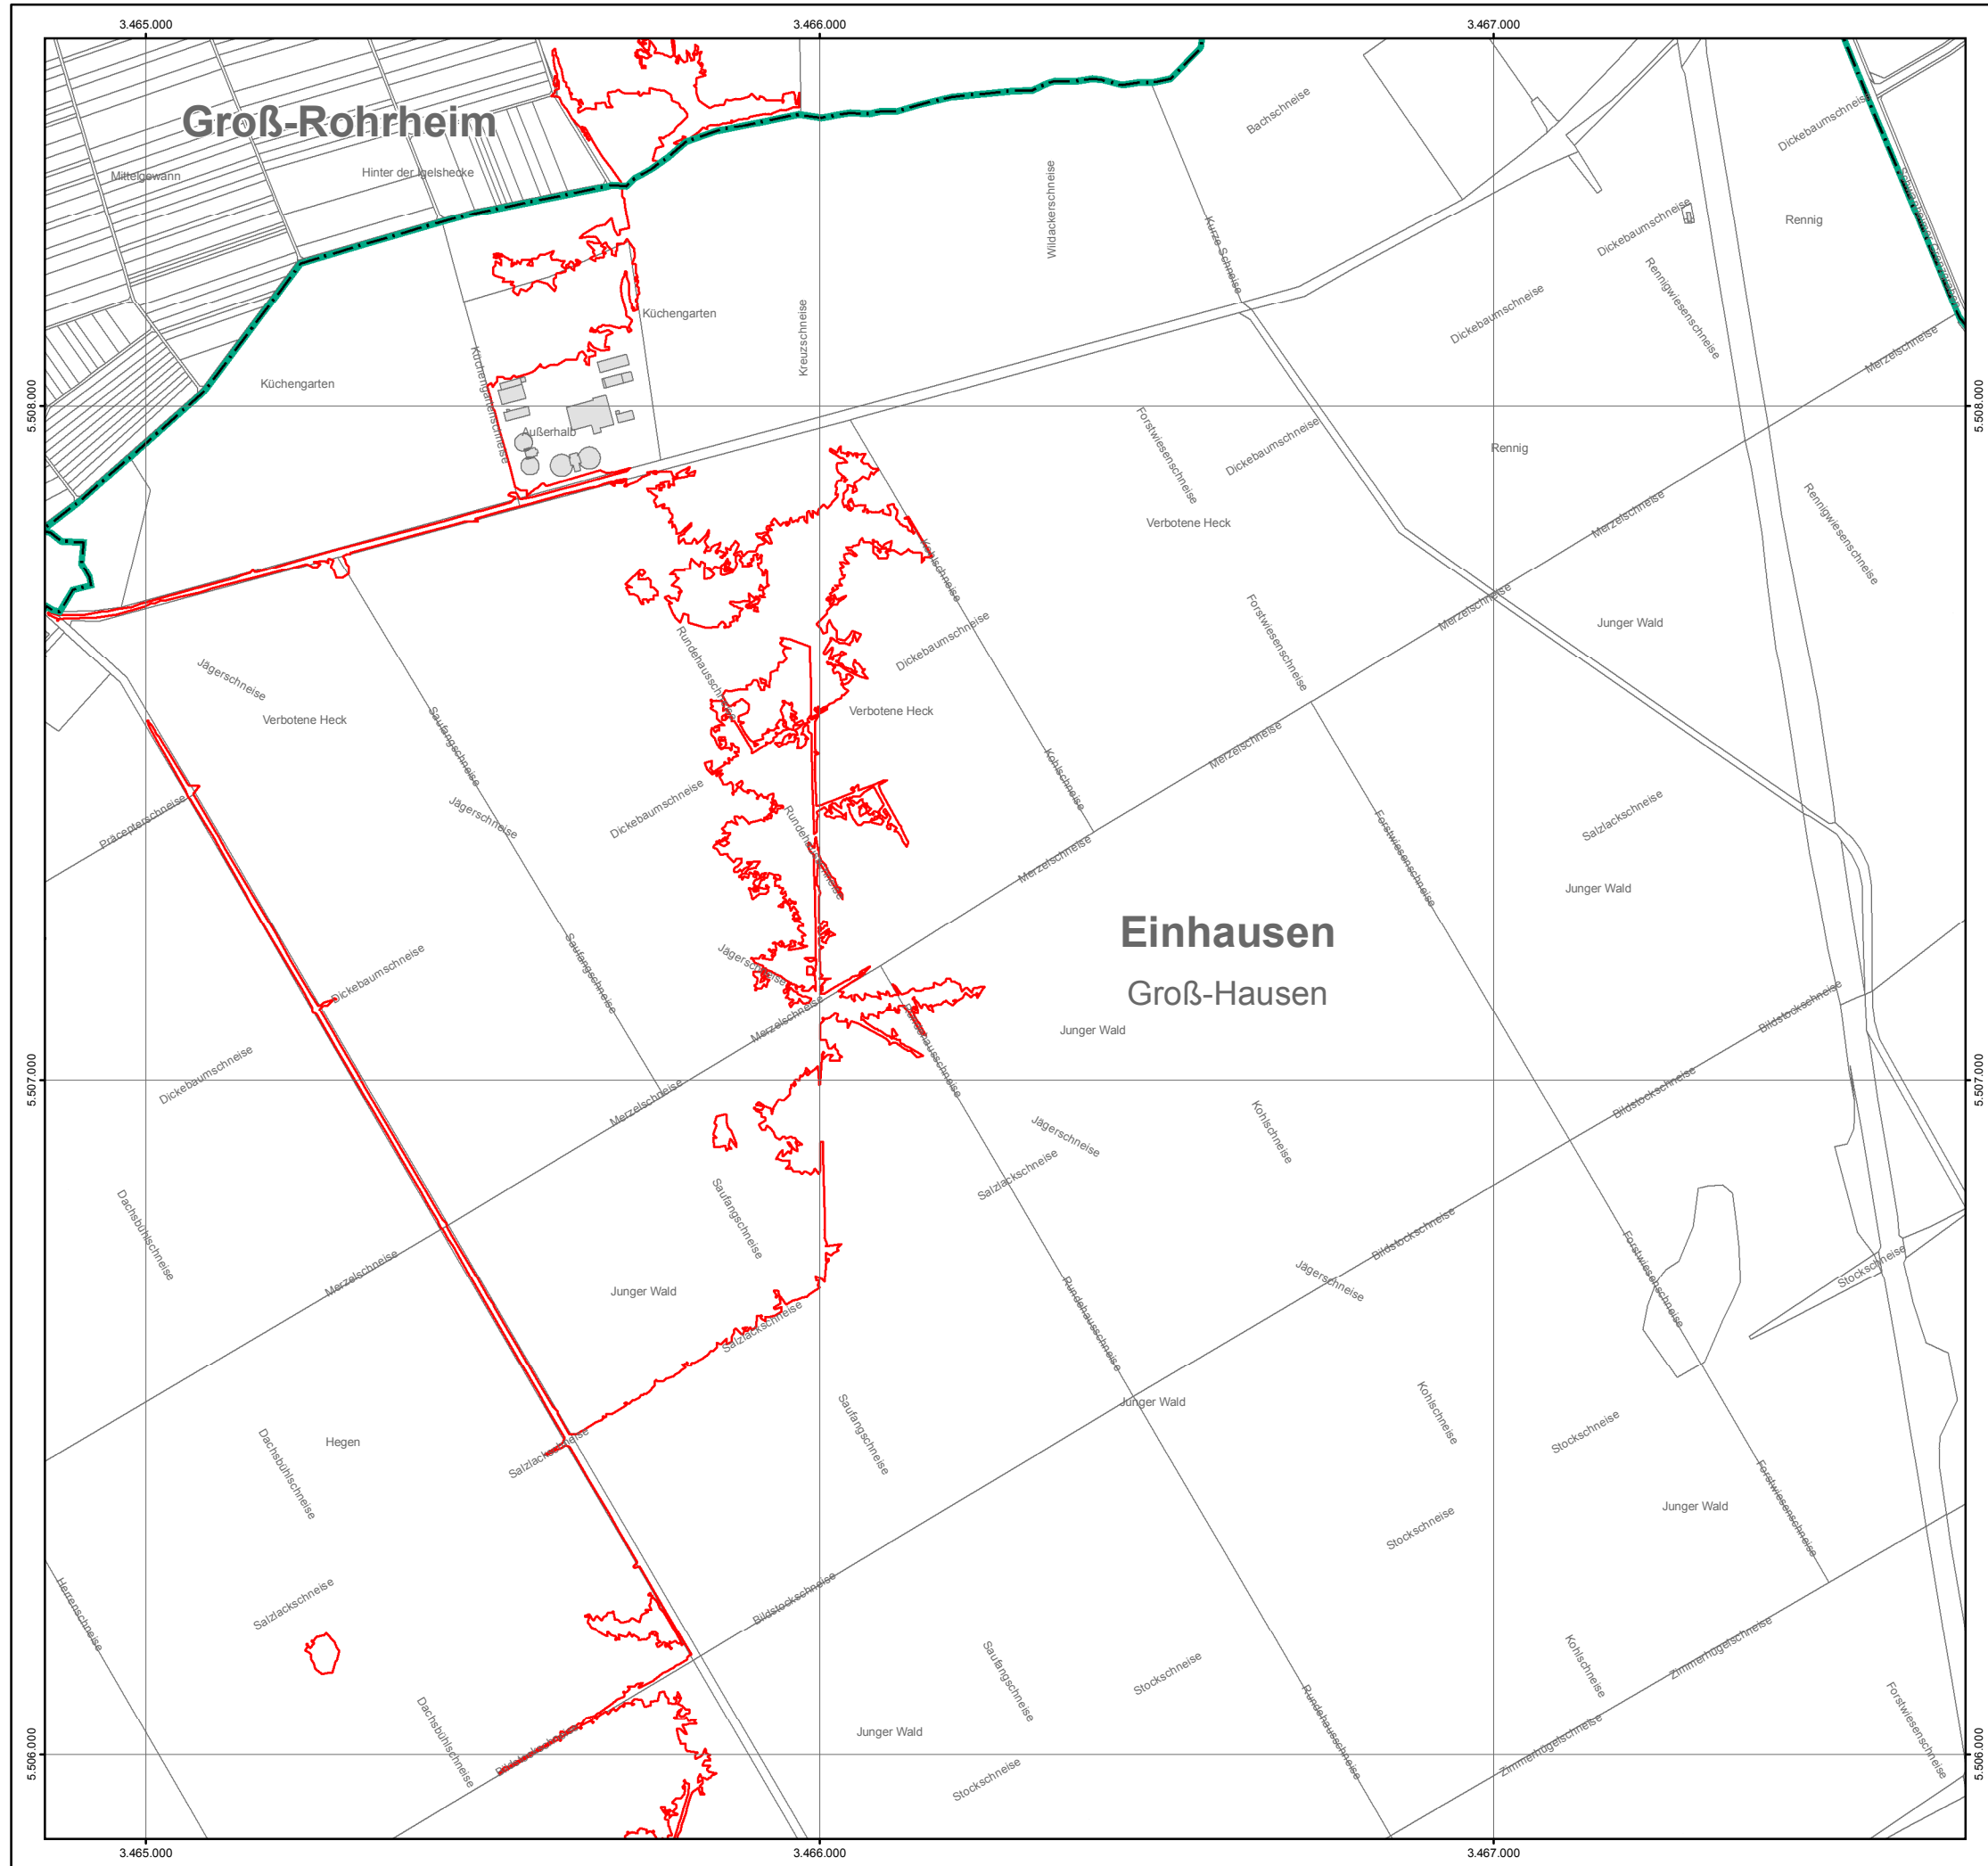 3.465.000
3.466.000
3.467.000
Groß-Rohrheim
Bachschneise
Dickebaumschneise
Mittelgewann
Hinter der Igelshecke
Wildackerschneise
Kurze Schneise
Dickebaumschneise
Rennig
Rennigwiesenschneise
Küchengarten
Kreuzschneise
Dickebaumschneise
Merzelschneise
Küchengarten
Küchengartenschneise
5.508.000
5.508.000
Außerhalb
Forstwiesenschneise
Dickebaumschneise
Rennig
Verbotene Heck
Merzelschneise
Rennigwiesenschneise
Kohlschneise
Merzelschneise
Forstwiesenschneise
Junger Wald
Dickebaumschneise
Rundehausschneise
Jägerschneise
Verbotene Heck
Verbotene Heck
Saufangschneise
Merzelschneise
Kohlschneise
Dickebaumschneise
Jägerschneise
Präcepterschneise
Rundehausschneise
Forstwiesenschneise
Salzlackschneise
Merzelschneise
Junger Wald
Einhausen
Groß-Hausen
Dickebaumschneise
Saufangschneise
Jägerschneise
Merzelschneise
Junger Wald
Rundehausschneise
Bildstockschneise
5.507.000
5.507.000
Dickebaumschneise
Merzelschneise
Bildstockschneise
Jägerschneise
Kohlschneise
Salzlackschneise
Saufangschneise
Dachsbühlschneise
Merzelschneise
Bildstockschneise
Forstwiesenschneise
Stockschneise
Jägerschneise
Junger Wald
Salzlackschneise
Rundehausschneise
Junger Wald
Kohlschneise
Saufangschneise
Stockschneise
Hegen
Salzlackschneise
Dachsbühlschneise
Forstwiesenschneise
Junger Wald
Stockschneise
Herrenschneise
Salzlackschneise
Bildstockschneise
Zimmerhügelschneise
Kohlschneise
Saufangschneise
Stockschneise
Dachsbühlschneise
Bildstockschneise
Junger Wald
Rundehausschneise
Zimmerhügelschneise
Forstwiesenschneise
Stockschneise
5.506.000
5.506.000
3.465.000
3.466.000
3.467.000